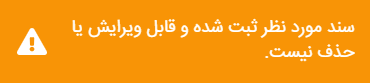 سند مورد نظر ثبت شده و قابل ویرایش یا
حذف نیست.